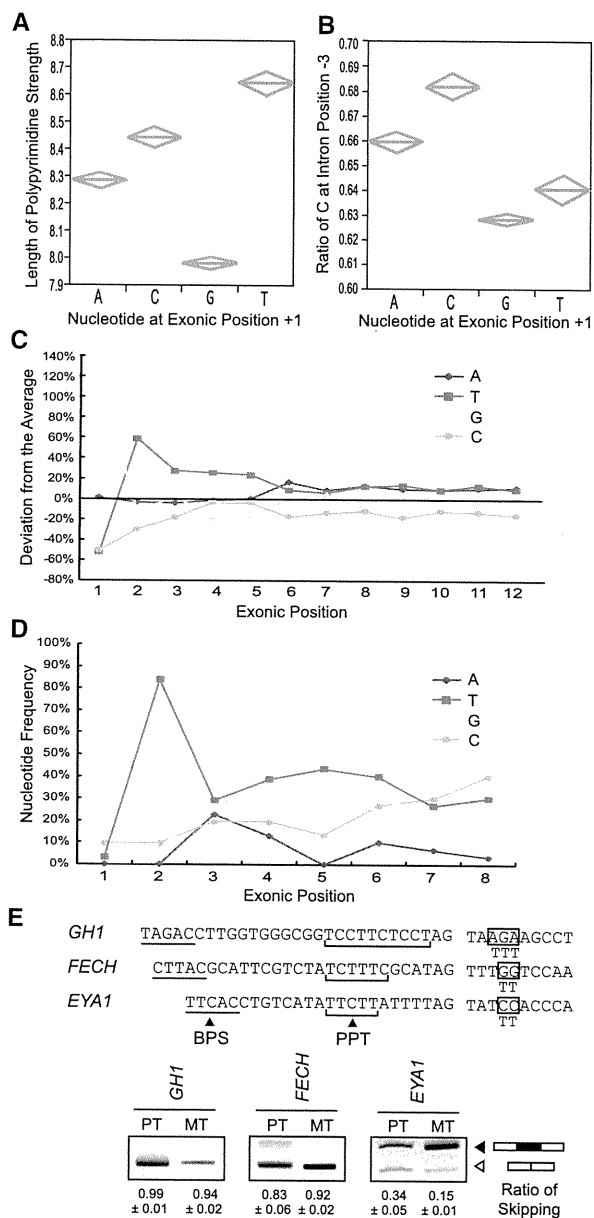 A
8.8
8.7
8.6
8.5
8.4
8.3
8.2
8.1
8.0
7.9
Length of Polypyrimidine Strength
A C G T
Nucleotide at Exonic Position +1
B
0.70
0.69
0.68
0.67
0.66
0.65
0.64
0.63
0.62
0.61
0.60
Ratio of C at Intron Position -3
A C G T
Nucleotide at Exonic Position +1
C
140%
120%
100%
80%
60%
40%
20%
0%
-20%
-40%
-60%
-80%
Deviation from the Average
A
T
G
C
1 2 3 4 5 6 7 8 9 10 11 12
Exonic Position
D
100%
90%
80%
70%
60%
50%
40%
30%
20%
10%
0%
Nucleotide Frequency
A
T
G
C
1 2 3 4 5 6 7 8
Exonic Position
E
GH1 TAGACCTTGGTGGGCGGTCCTTCTCCTAG TAAGAAGCCT
TTT
FECH CTTACGCATTCGTCTATCTTTCGCATAG TTTGGTCCAA
TT
EYA1 TTCACCTGTCATATTCTTATTTTAG TATCCACCCA
TT
BPS PPT
GH1 FECH EYA1
PT MT PT MT PT MT
0.99 0.94 0.83 0.92 0.34 0.15 Ratio of
± 0.01 ± 0.02 ± 0.06 ± 0.02 ± 0.05 ± 0.01 Skipping